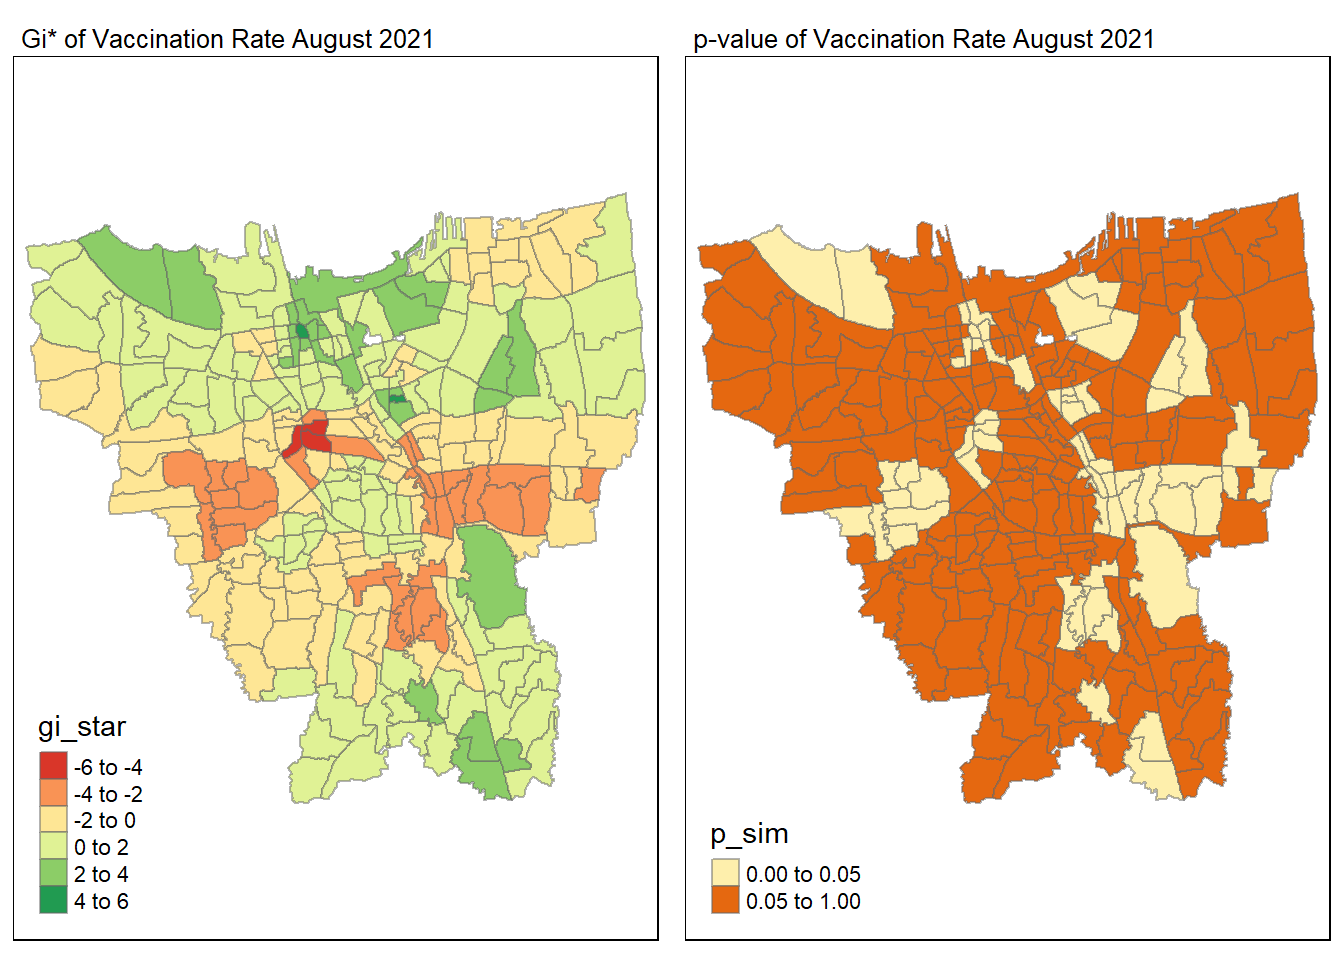 Gi* of Vaccination Rate August 2021
gi_star
-6 to -4
-4 to -2
-2 to 0
0 to 2
2 to 4
4 to 6
p-value of Vaccination Rate August 2021
p_sim
0.00 to 0.05
0.05 to 1.00